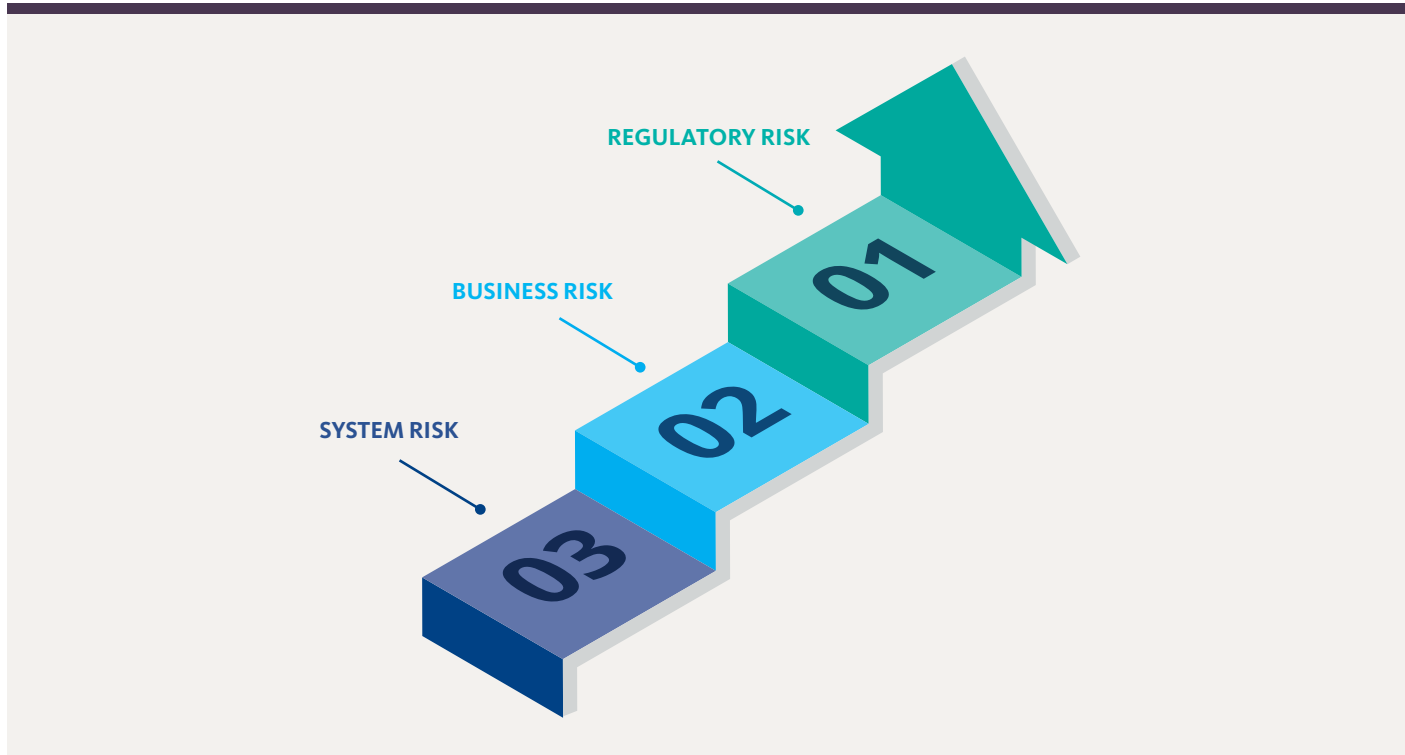 REGULATORY RISK
01
BUSINESS RISK
02
SYSTEM RISK
03